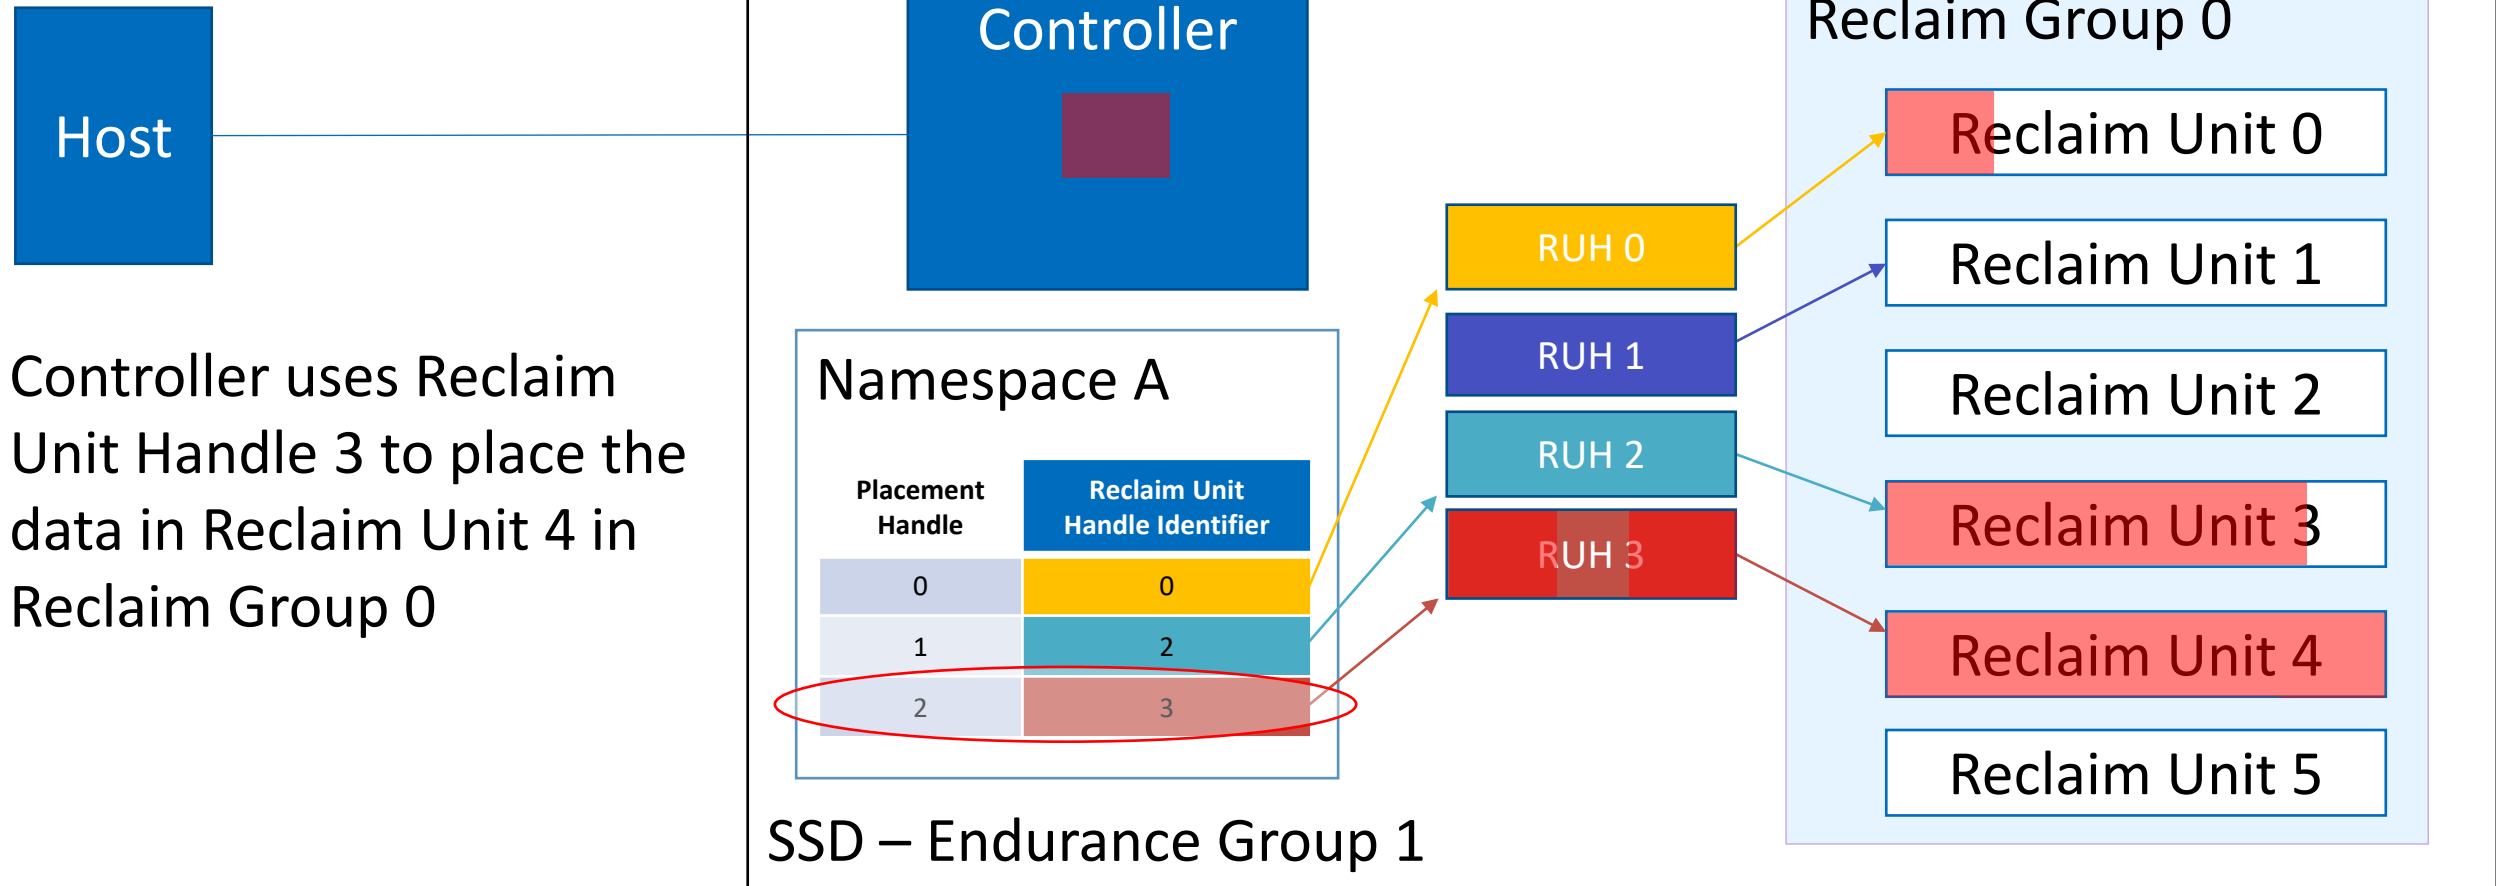 Host
Controller uses Reclaim
Unit Handle 3 to place the
data in Reclaim Unit 4 in
Reclaim Group 0
Controller
Namespace A
Placement Handle
Reclaim Unit Handle Identifier
0 0
1 2
2 3
SSD – Endurance Group 1
RUH 0
RUH 1
RUH 2
RUH 3
Reclaim Group 0
Reclaim Unit 0
Reclaim Unit 1
Reclaim Unit 2
Reclaim Unit 3
Reclaim Unit 4
Reclaim Unit 5